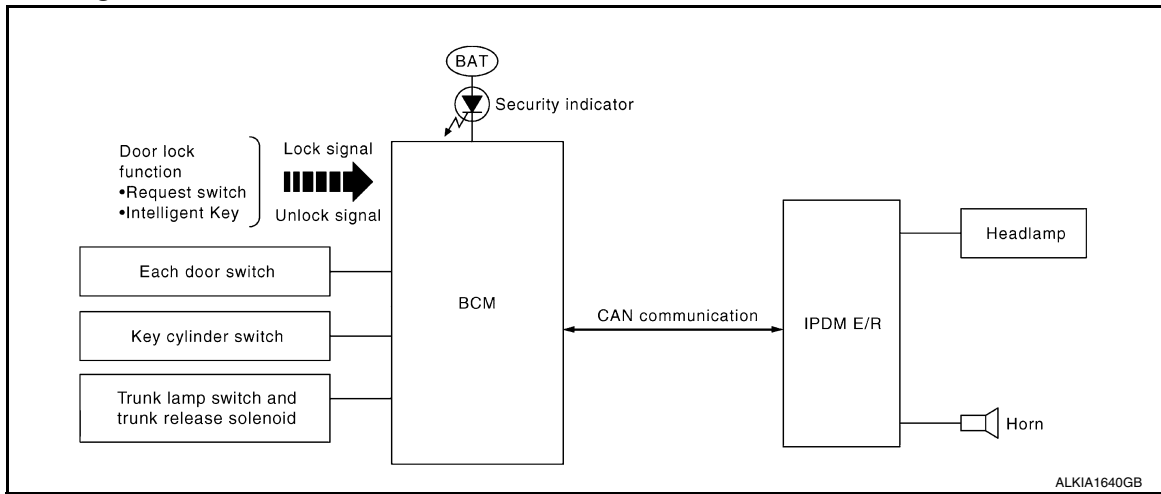 BAT
Security indicator
Door lock
function
•Request switch
•Intelligent Key
Lock signal
Unlock signal
Each door switch
Key cylinder switch
Trunk lamp switch and
trunk release solenoid
BCM
CAN communication
IPDM E/R
Headlamp
Horn
ALKIA1640GB